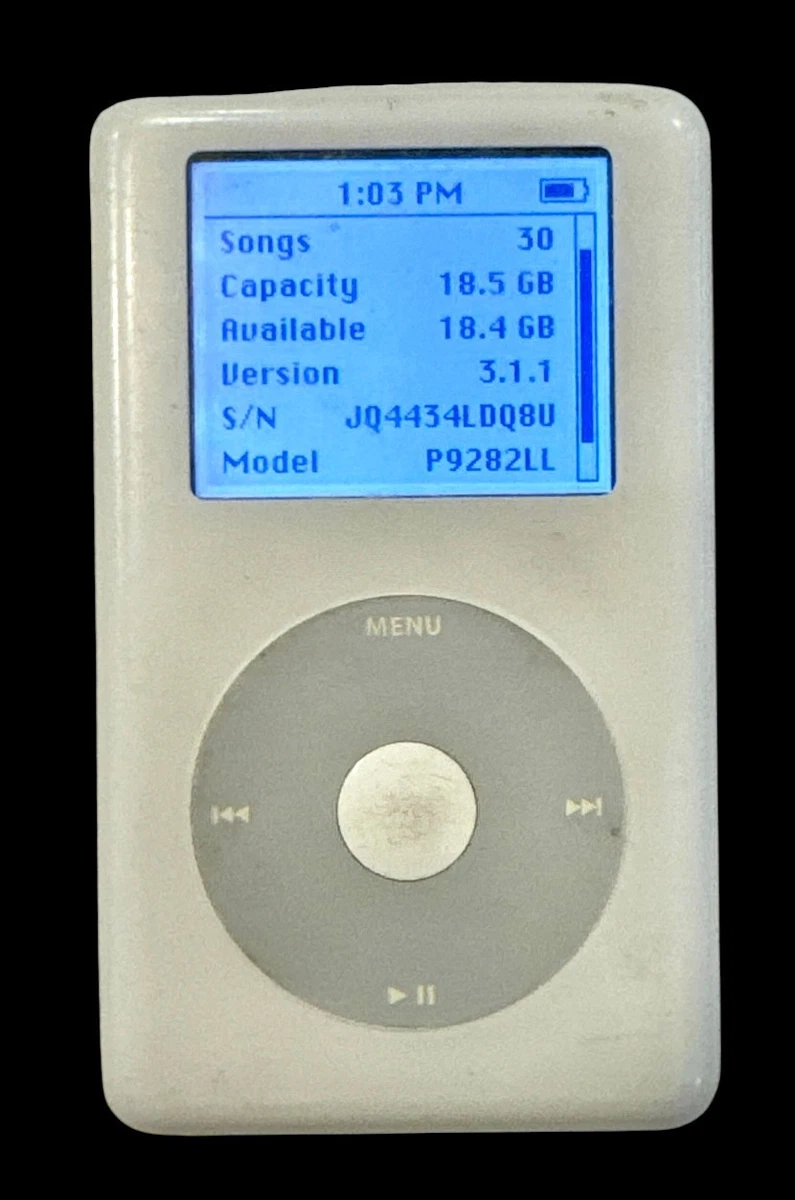 1:03 PM
Songs 30
Capacity 18.5 GB
Available 18.4 GB
Version 3.1.1
S/N JQ4434LDQ8U
Model P9282LL
MENU